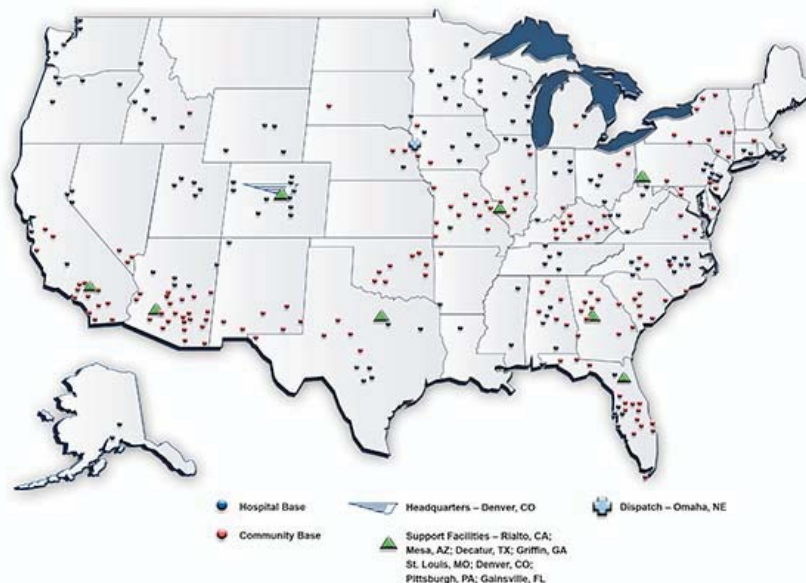 Hospital Base
Headquarters – Denver, CO
Dispatch – Omaha, NE
Community Base
Support Facilities – Rialto, CA;
Mesa, AZ; Decatur, TX; Griffin, GA
St. Louis, MO; Denver, CO;
Pittsburgh, PA; Gainsville, FL